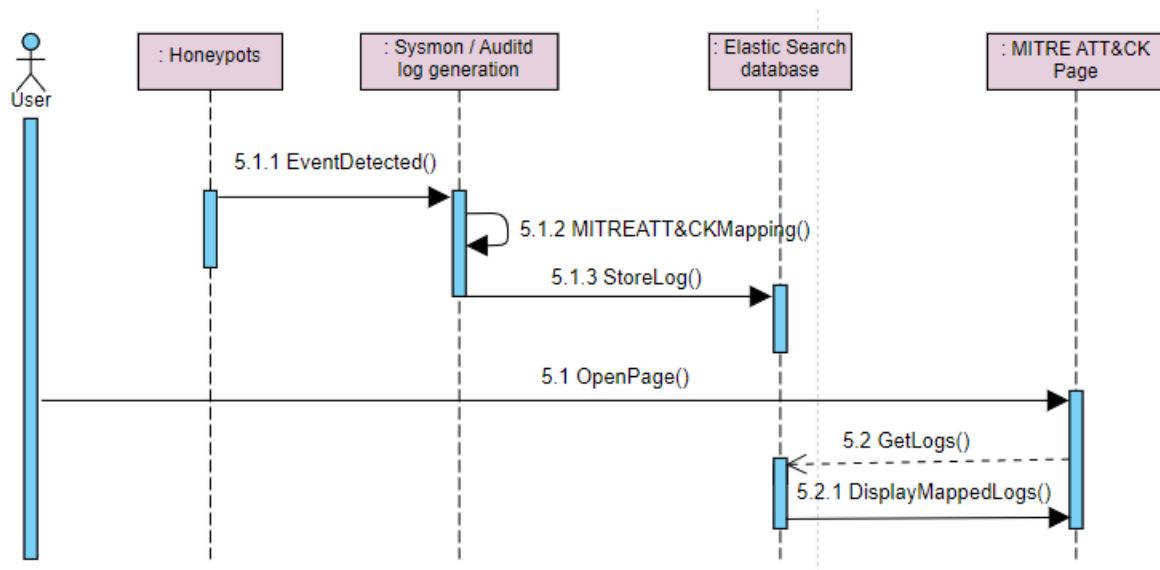 : Honeypots
: Sysmon / Auditd
log generation
: Elastic Search
database
: MITRE ATT&CK
Page
User
5.1.1 EventDetected()
5.1.2 MITREATT&CKMapping()
5.1.3 StoreLog()
5.1 OpenPage()
5.2 GetLogs()
5.2.1 DisplayMappedLogs()